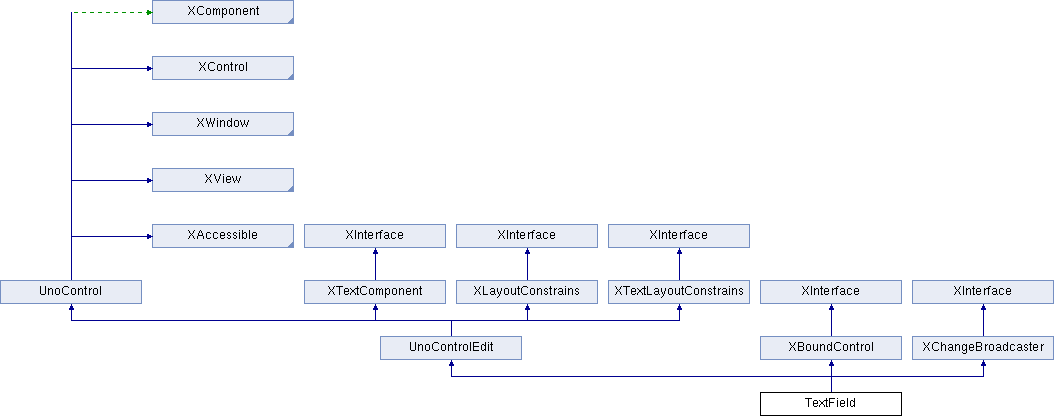 XComponent
XControl
XWindow
XView
XAccessible
XInterface
XInterface
XInterface
UnoControl
XTextComponent
XLayoutConstrains
XTextLayoutConstrains
XInterface
XInterface
UnoControlEdit
XBoundControl
XChangeBroadcaster
TextField